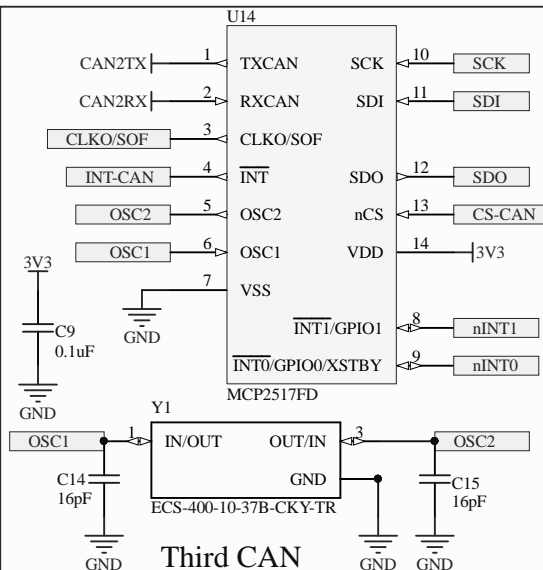 U14
CAN2TX 1 TXCAN SCK 10 SCK
CAN2RX 2 RXCAN SDI 11 SDI
CLKO/SOF 3 CLKO/SOF
INT-CAN 4 INT SDO 12 SDO
OSC2 5 OSC2 nCS 13 CS-CAN
OSC1 6 OSC1 VDD 14 3V3
3V3 7 VSS
GND
C9
0.1uF
INT1/GPIO1 8 nINT1
INT0/GPIO0/XSTBY 9 nINT0
GND
MCP2517FD
Y1
OSC1 1 IN/OUT OUT/IN 3 OSC2
C14
16pF
GND
C15
16pF
ECS-400-10-37B-CKY-TR
GND Third CAN GND GND